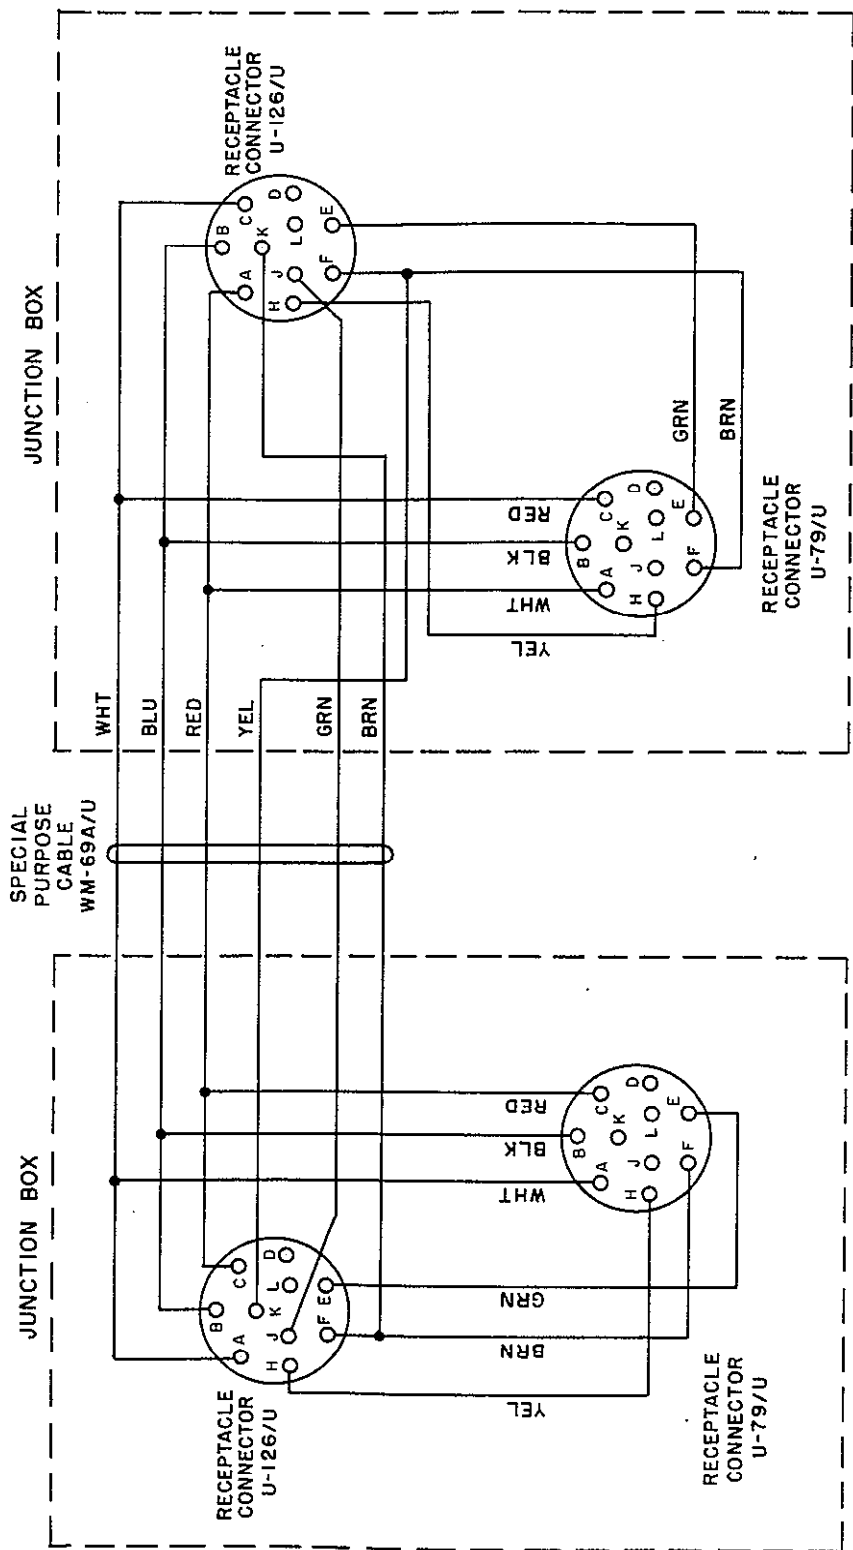 JUNCTION BOX
RECEPTACLE
CONNECTOR
U-126/U
A
B
C
D
E
F
H
J
K
L
GRN
BRN
RED
BLK
WHT
YEL
A
B
C
D
E
F
H
J
K
L
RECEPTACLE
CONNECTOR
U-79/U
WHT
BLU
RED
YEL
GRN
BRN
SPECIAL
PURPOSE
CABLE
WM-69A/U
JUNCTION BOX
RED
BLK
WHT
A
B
C
D
E
F
H
J
K
L
A
B
C
D
E
F
H
J
K
L
GRN
BRN
YEL
RECEPTACLE
CONNECTOR
U-126/U
RECEPTACLE
CONNECTOR
U-79/U